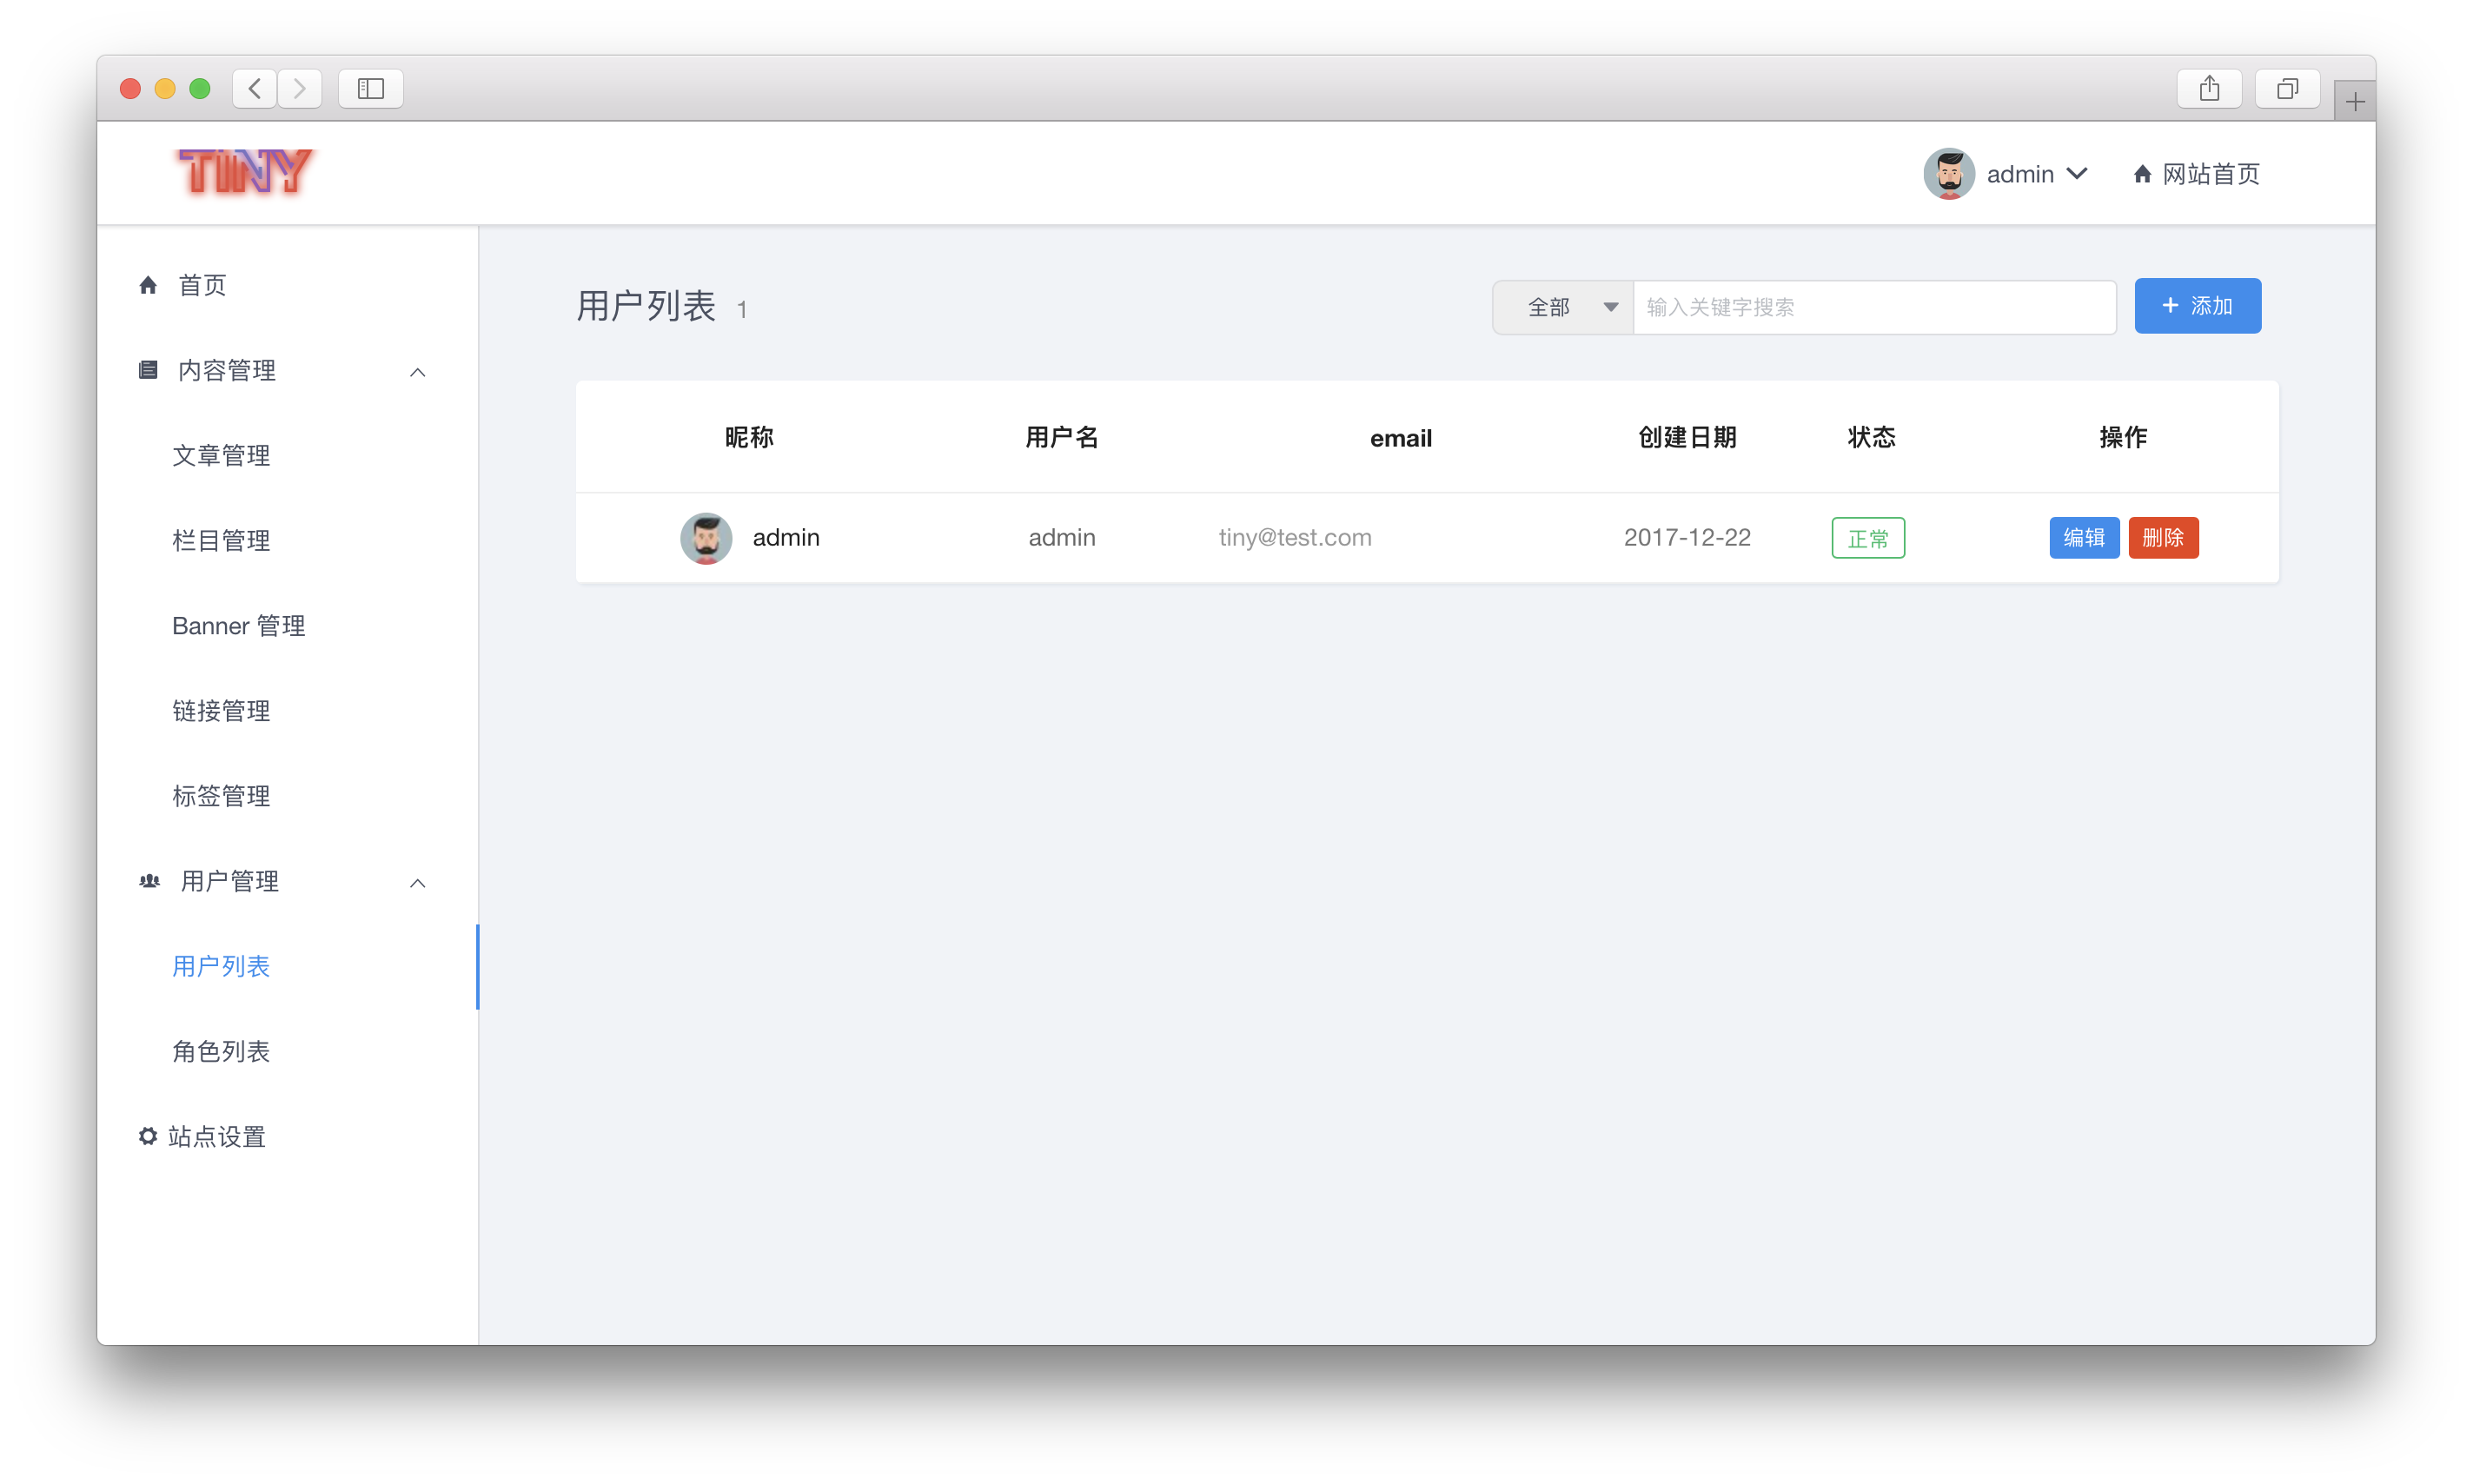 TINY
admin
网站首页
首页
内容管理
文章管理
栏目管理
Banner 管理
链接管理
标签管理
用户管理
用户列表
角色列表
站点设置
用户列表 1
全部
输入关键字搜索
+ 添加
昵称 用户名 email 创建日期 状态 操作
admin admin tiny@test.com 2017-12-22 正常 编辑 删除